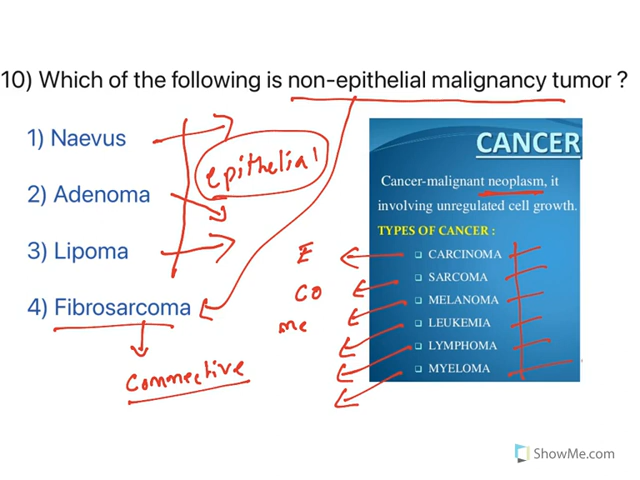 10) Which of the following is non-epithelial malignancy tumor ?
1) Naevus
2) Adenoma
3) Lipoma
4) Fibrosarcoma
epithelial
Commective
E
CO
me
CANCER
Cancer-malignant neoplasm, it
involving unregulated cell growth.
TYPES OF CANCER :
CARCINOMA
SARCOMA
MELANOMA
LEUKEMIA
LYMPHOMA
MYELOMA
ShowMe.com